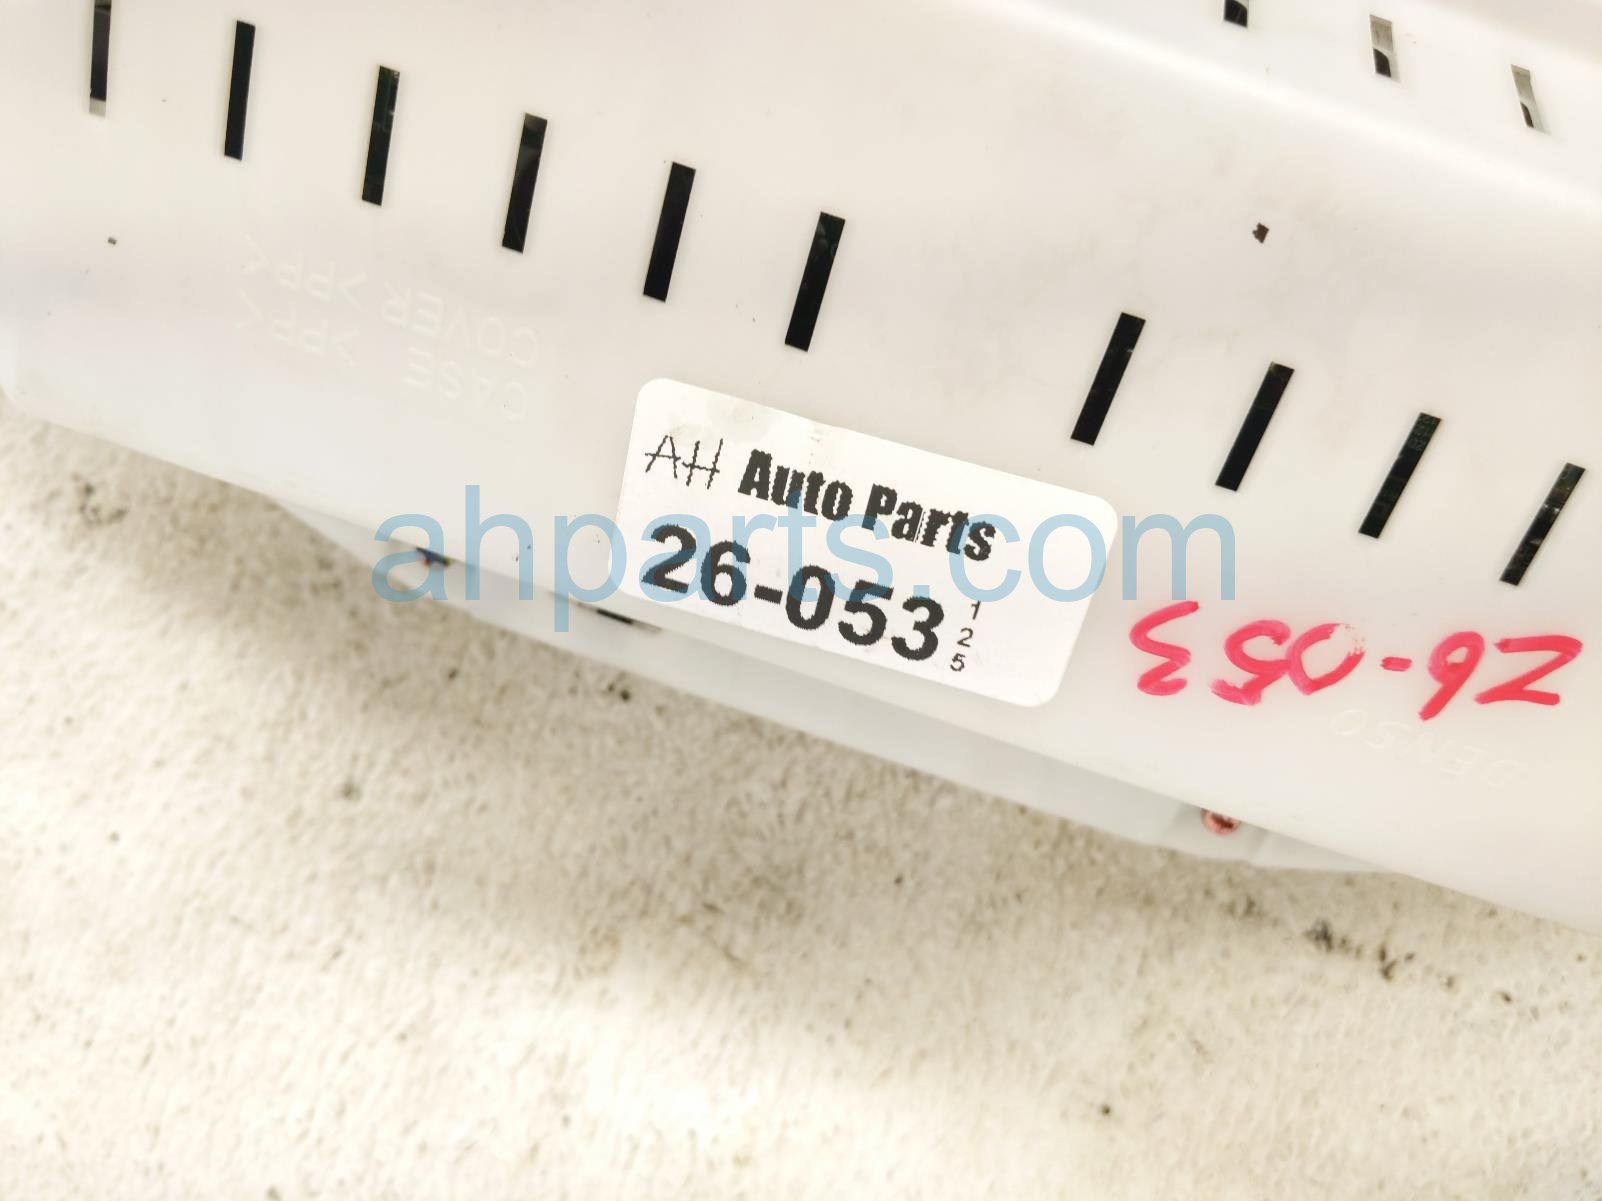 CASE >PP<
COVER >PP<
AH Auto Parts
26-053
1
2
5
26-053
DENSO
ahparts.com